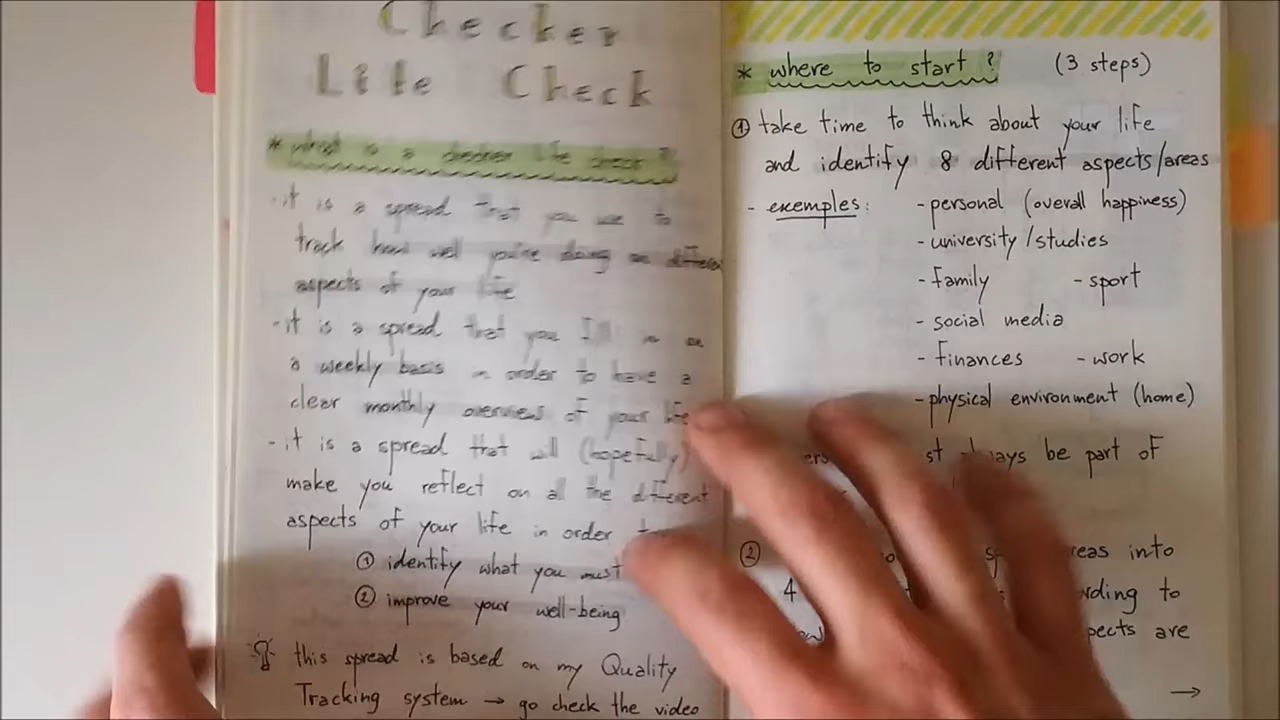 Checker
Life Check
* what is a checker life check ?
- it is a spread that you use to
track how well you're doing on different
aspects of your life
- it is a spread that you fill in on
a weekly basis in order to have a
clear monthly overview of your life
- it is a spread that will (hopefully)
make you reflect on all the different
aspects of your life in order
① identify what you must
② improve your well-being
this spread is based on my Quality
Tracking system → go check the video
* where to start ? (3 steps)
① take time to think about your life
and identify 8 different aspects/areas
- exemples: - personal (overall happiness)
- university/studies
- family - sport
- social media
- finances - work
- physical environment (home)
always be part of
② into
4 to
are
→